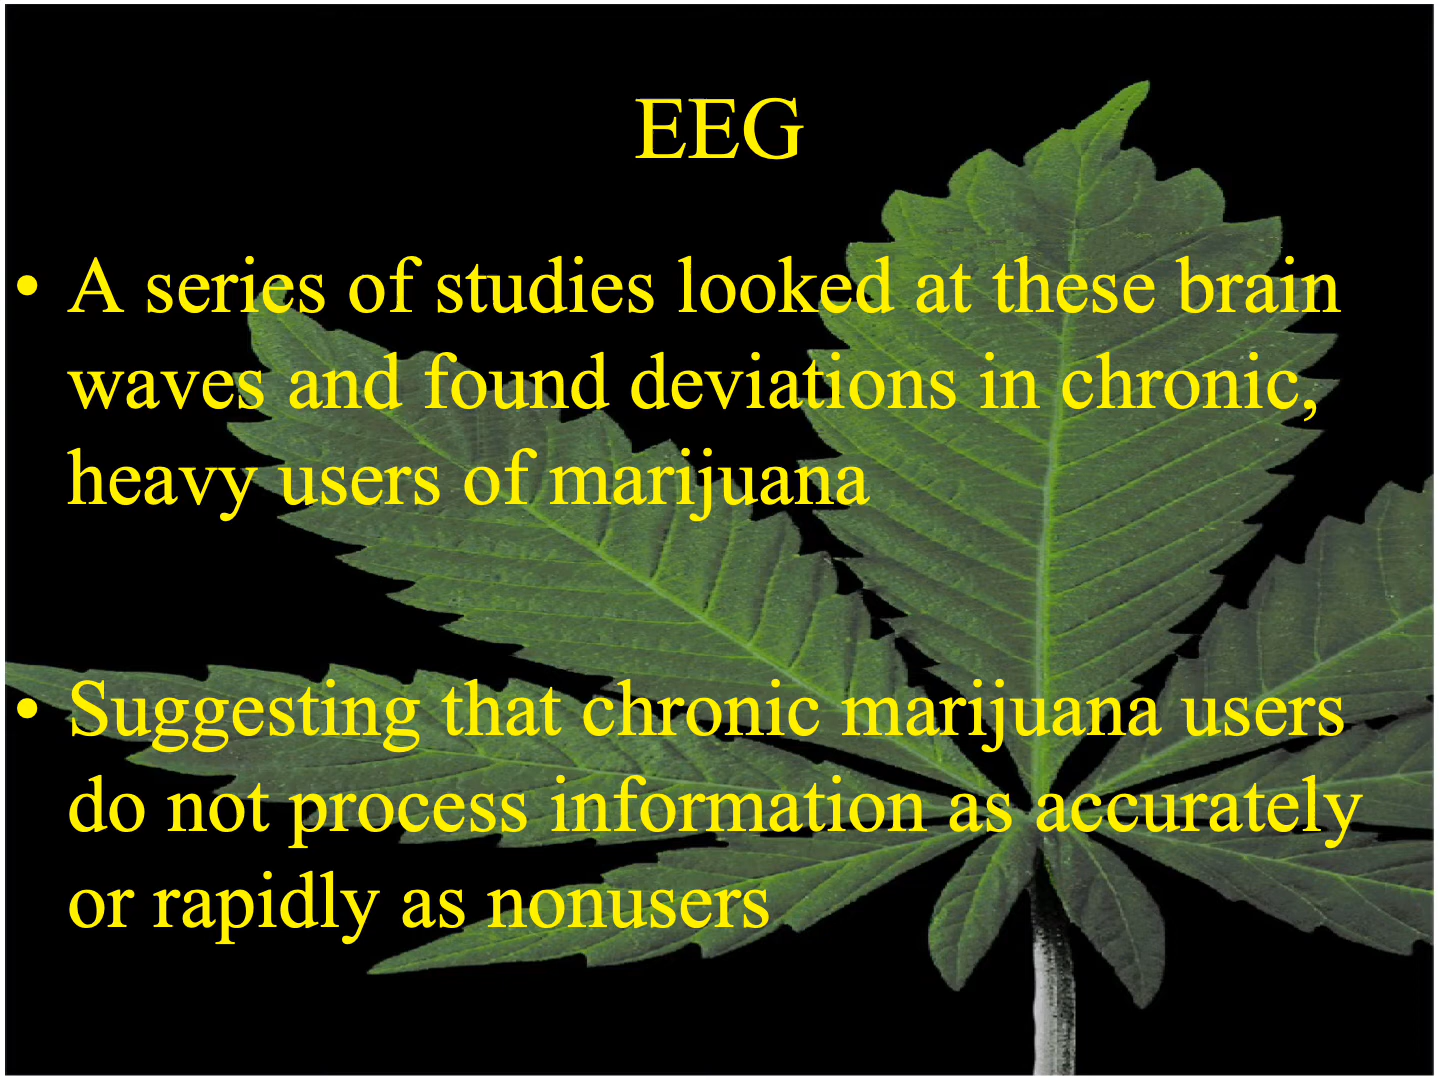 EEG
• A series of studies looked at these brain
waves and found deviations in chronic,
heavy users of marijuana
• Suggesting that chronic marijuana users
do not process information as accurately
or rapidly as nonusers